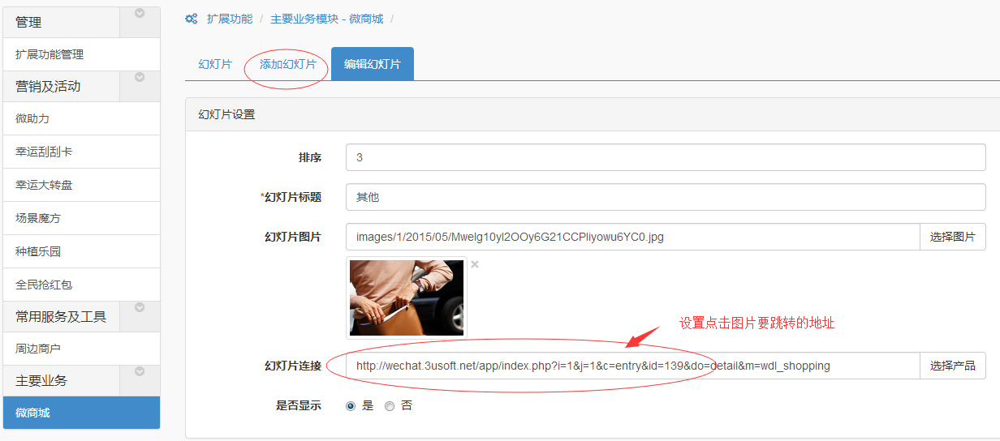 管理
扩展功能管理
营销及活动
微助力
幸运刮刮卡
幸运大转盘
场景魔方
种植乐园
全民抢红包
常用服务及工具
周边商户
主要业务
微商城
扩展功能 / 主要业务模块 - 微商城 /
幻灯片 添加幻灯片 编辑幻灯片
幻灯片设置
排序 3
*幻灯片标题 其他
幻灯片图片 images/1/2015/05/Mwelg10yl2OOy6G21CCPliyowu6YC0.jpg 选择图片
设置点击图片要跳转的地址
幻灯片连接 http://wechat.3usoft.net/app/index.php?i=1&j=1&c=entry&id=139&do=detail&m=wdl_shopping 选择产品
是否显示 是 否